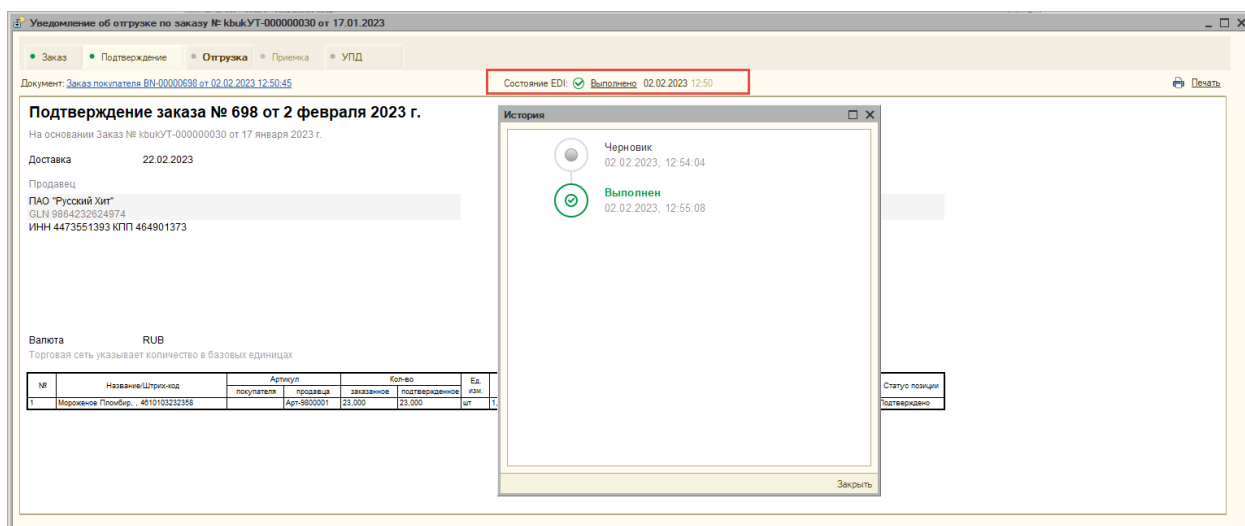 Уведомление об отгрузке по заказу № kbukУТ-000000030 от 17.01.2023
Заказ Подтверждение Отгрузка Приемка УПД
Документ: Заказ покупателя BN-00000698 от 02.02.2023 12:50:45
Состояние EDI: Выполнено 02.02.2023 12:50
Печать
Подтверждение заказа № 698 от 2 февраля 2023 г.
На основании Заказ № kbukУТ-000000030 от 17 января 2023 г.
Доставка 22.02.2023
Продавец
ПАО "Русский Хит"
GLN 9864232624974
ИНН 4473551393 КПП 464901373
Валюта RUB
Торговая сеть указывает количество в базовых единицах
№ Название/Штрих-код Артикул Кол-во Ед. изм. Статус позиции
покупателя продавца заказанное подтвержденное
1 Мороженое Пломбир, , 4610103232358 Арт-9800001 23,000 23,000 шт 1, Подтверждено
История
Черновик
02.02.2023, 12:54:04
Выполнен
02.02.2023, 12:55:08
Закрыть